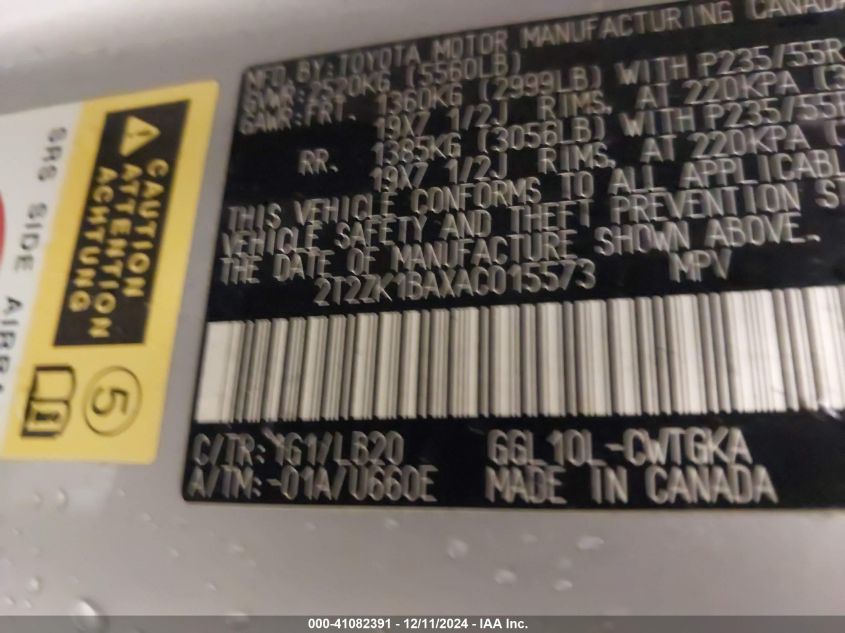 MFD. BY: TOYOTA MOTOR MANUFACTURING CANADA
GVWR: 2520KG (5560LB)
GAWR: FRT. 1360KG (2999LB) WITH P235/55R
19X7 1/2J RIMS, AT 220KPA (3
RR. 1385KG (3056LB) WITH P235/55R
19X7 1/2J RIMS, AT 220KPA (
THIS VEHICLE CONFORMS TO ALL APPLICABL
VEHICLE SAFETY AND THEFT PREVENTION ST
THE DATE OF MANUFACTURE SHOWN ABOVE.
2T2ZK1BAXAC015573 MPV
C/TR: 1G1/LB20 GGL10L-CWTGKA
A/TM: -01A/U660E MADE IN CANADA
SRS SIDE AIRBA
CAUTION
ATTENTION
ACHTUNG
5
000-41082391 - 12/11/2024 - IAA Inc.